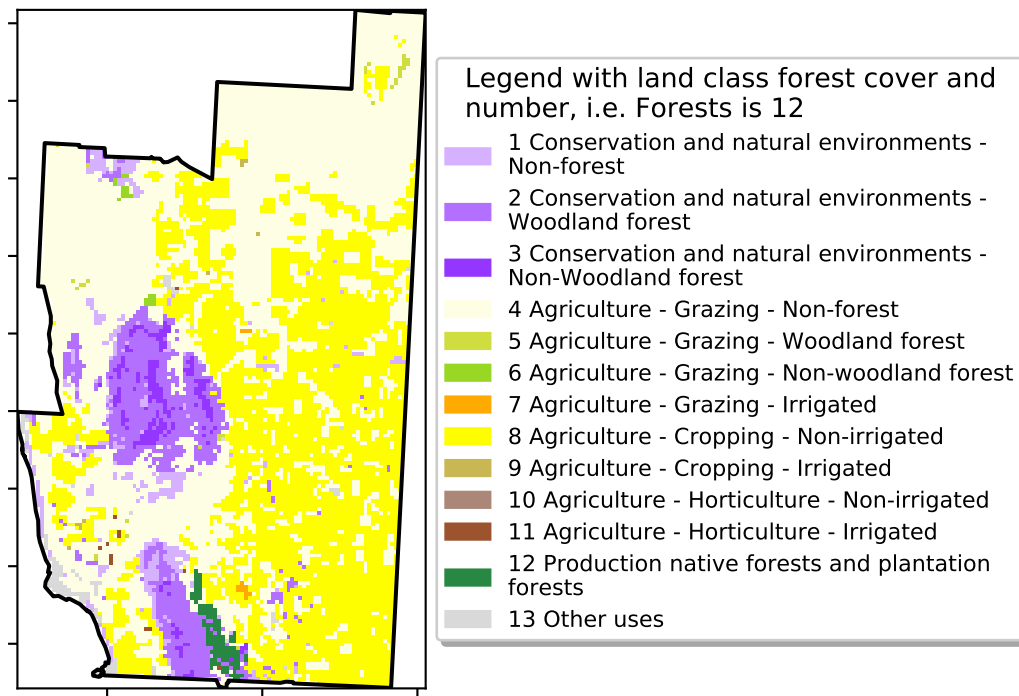 Legend with land class forest cover and
number, i.e. Forests is 12
1 Conservation and natural environments -
Non-forest
2 Conservation and natural environments -
Woodland forest
3 Conservation and natural environments -
Non-Woodland forest
4 Agriculture - Grazing - Non-forest
5 Agriculture - Grazing - Woodland forest
6 Agriculture - Grazing - Non-woodland forest
7 Agriculture - Grazing - Irrigated
8 Agriculture - Cropping - Non-irrigated
9 Agriculture - Cropping - Irrigated
10 Agriculture - Horticulture - Non-irrigated
11 Agriculture - Horticulture - Irrigated
12 Production native forests and plantation
forests
13 Other uses